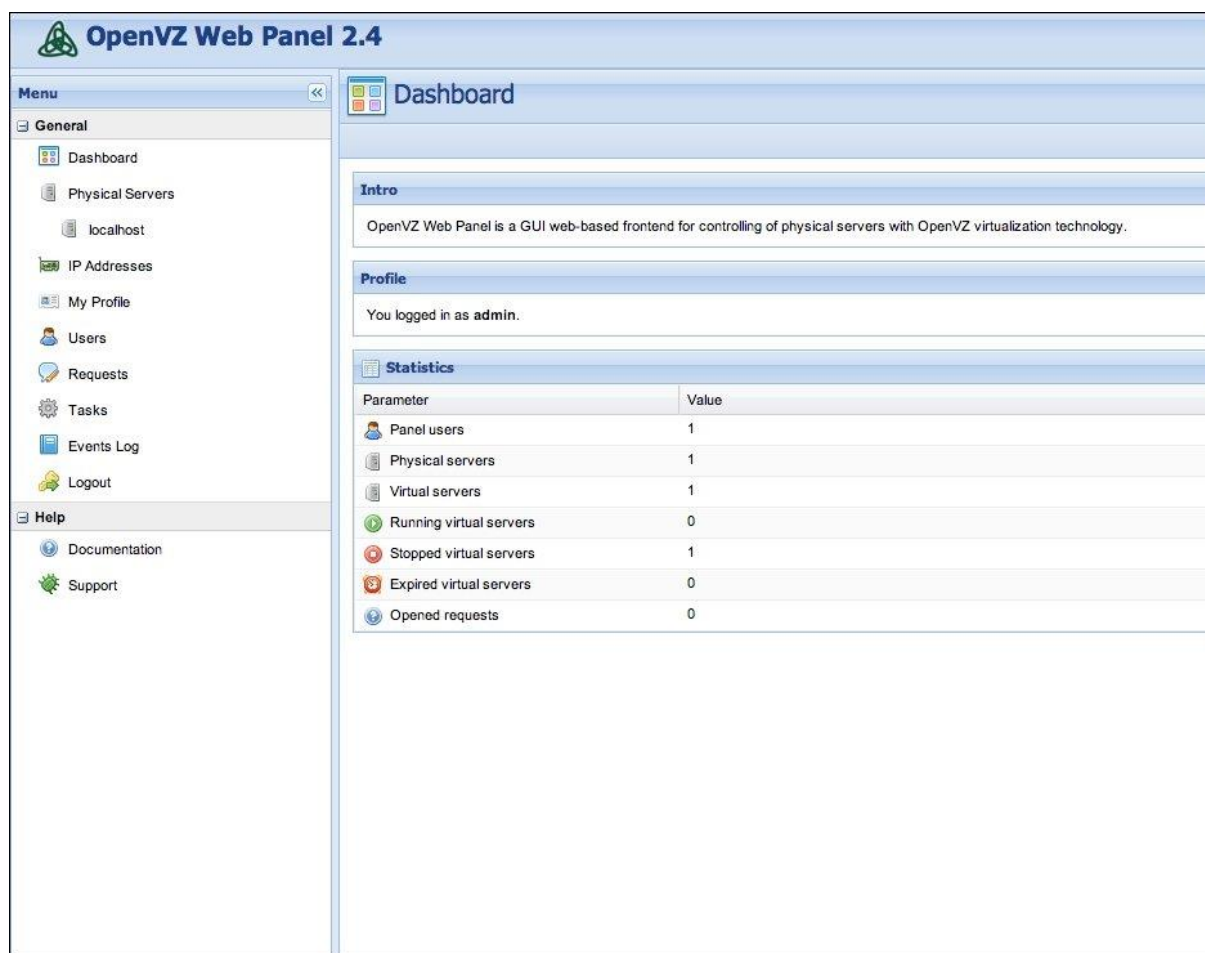 OpenVZ Web Panel 2.4
Menu
General
Dashboard
Physical Servers
localhost
IP Addresses
My Profile
Users
Requests
Tasks
Events Log
Logout
Help
Documentation
Support
Dashboard
Intro
OpenVZ Web Panel is a GUI web-based frontend for controlling of physical servers with OpenVZ virtualization technology.
Profile
You logged in as admin.
Statistics
Parameter Value
Panel users 1
Physical servers 1
Virtual servers 1
Running virtual servers 0
Stopped virtual servers 1
Expired virtual servers 0
Opened requests 0